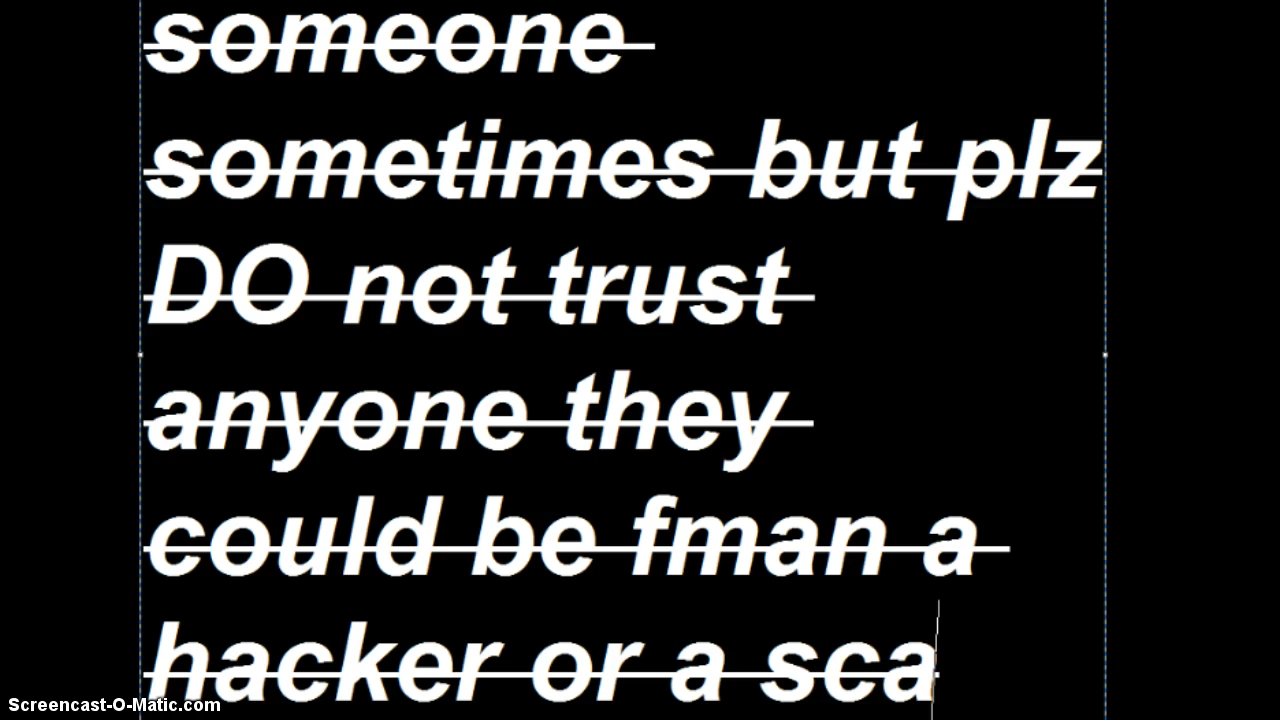 someone
sometimes but plz
DO not trust
anyone they
could be fman a
hacker or a sca
Screencast-O-Matic.com